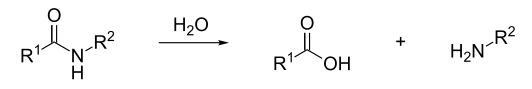 O
R¹ N H R²
H₂O
O
R¹ OH
+
H₂N R²